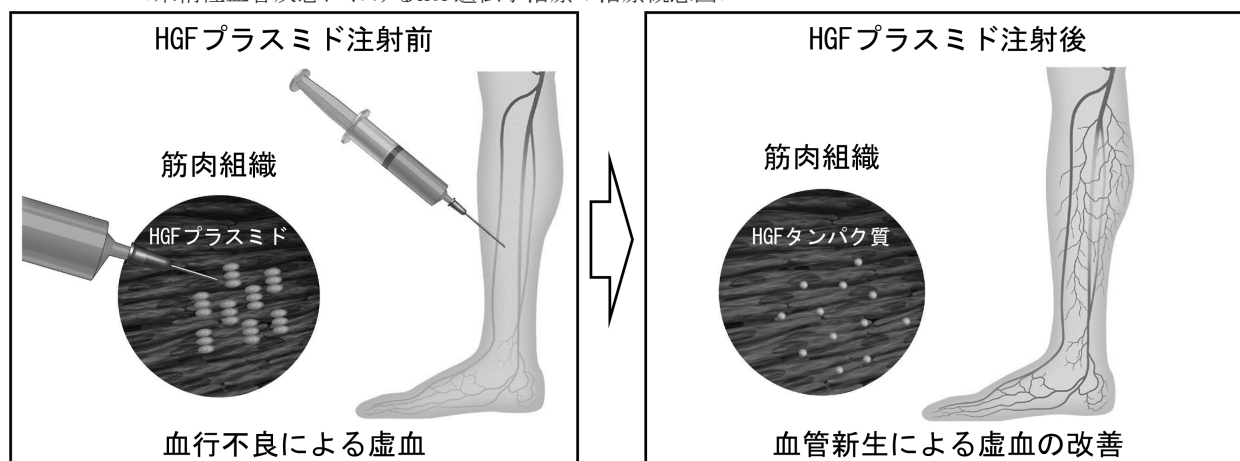 HGFプラスミド注射前
筋肉組織
HGFプラスミド
血行不良による虚血
HGFプラスミド注射後
筋肉組織
HGFタンパク質
血管新生による虚血の改善